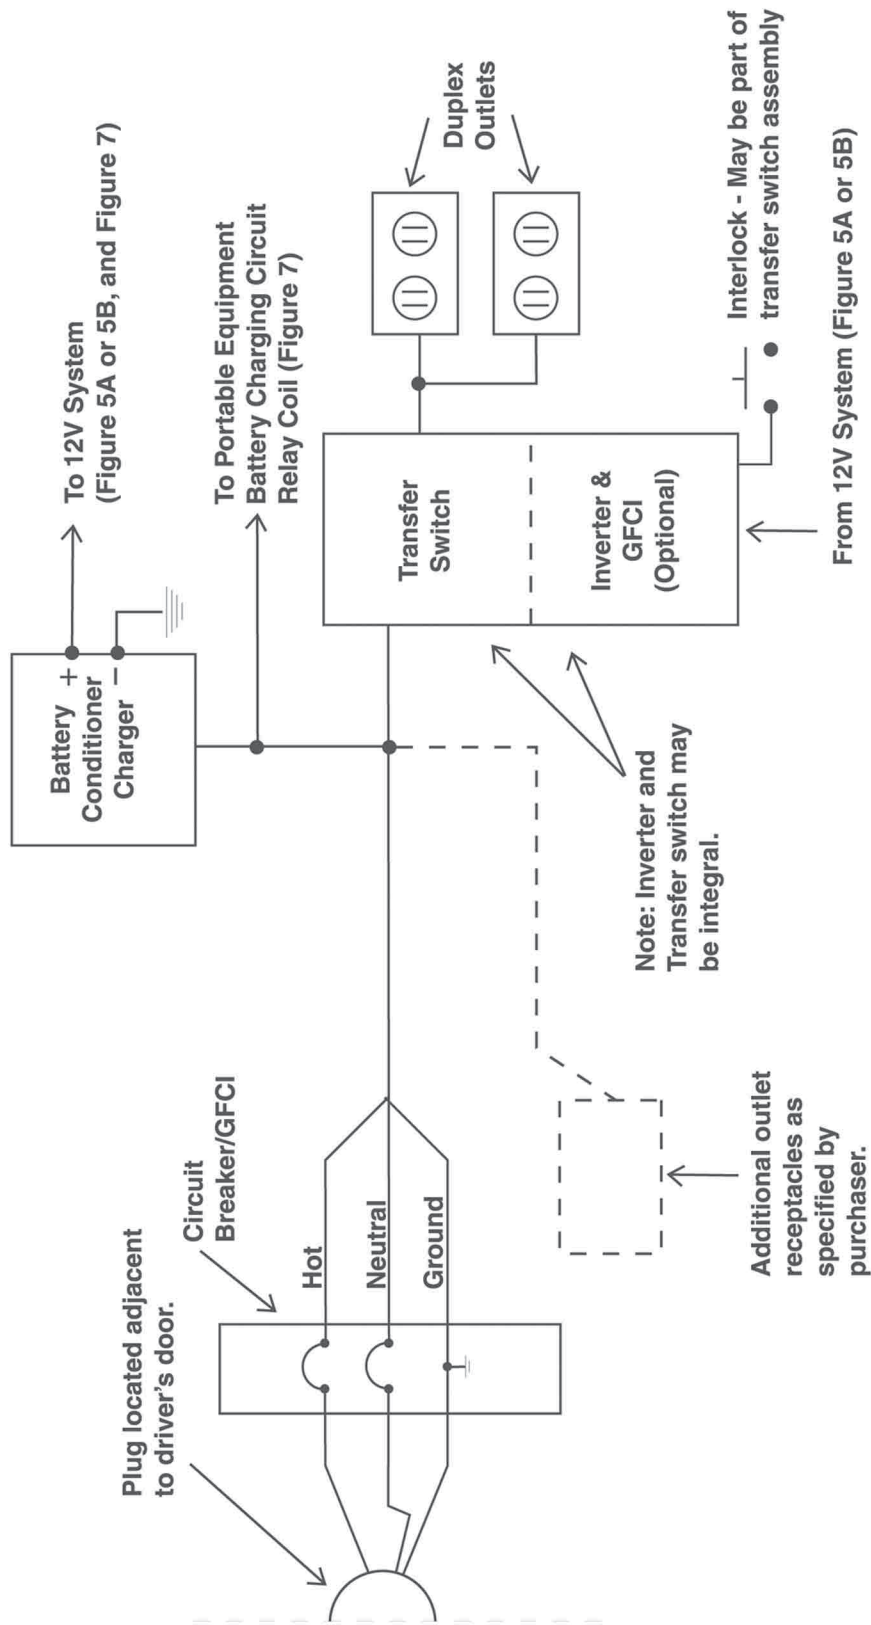 Plug located adjacent
to driver's door.
Circuit
Breaker/GFCI
Hot
Neutral
Ground
Battery
Conditioner
Charger
+
−
To 12V System
(Figure 5A or 5B, and Figure 7)
To Portable Equipment
Battery Charging Circuit
Relay Coil (Figure 7)
Transfer
Switch
Inverter &
GFCI
(Optional)
Duplex
Outlets
Interlock - May be part of
transfer switch assembly
From 12V System (Figure 5A or 5B)
Note: Inverter and
Transfer switch may
be integral.
Additional outlet
receptacles as
specified by
purchaser.